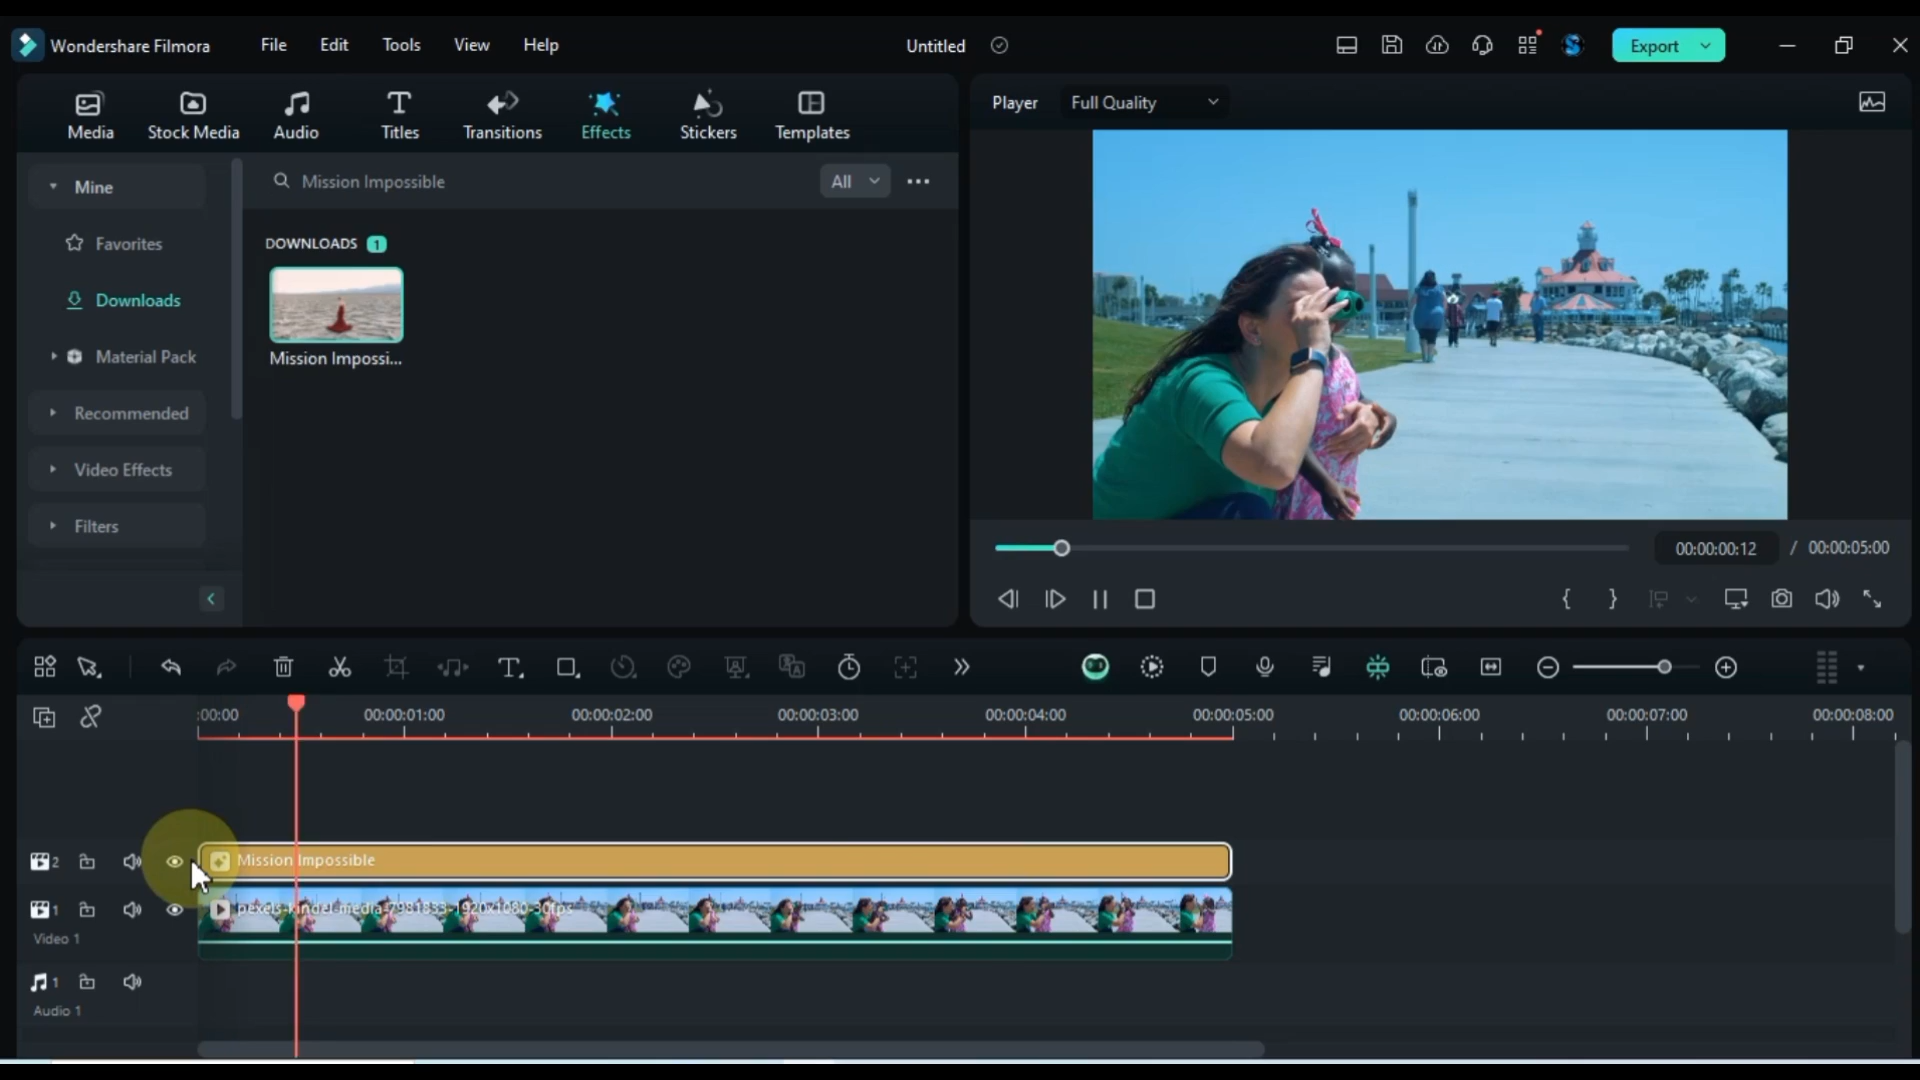 Wondershare Filmora File Edit Tools View Help Untitled Export
Media Stock Media Audio Titles Transitions Effects Stickers Templates
Player Full Quality
Mine
Mission Impossible All
Favorites
DOWNLOADS 1
Downloads
Mission Impossi...
Material Pack
Recommended
Video Effects
Filters
00:00:00:12 / 00:00:05:00
:00:00 00:00:01:00 00:00:02:00 00:00:03:00 00:00:04:00 00:00:05:00 00:00:06:00 00:00:07:00 00:00:08:00
2 Mission Impossible
1 pexels-kindel-media-7981833-1920x1080-30fps
Video 1
1
Audio 1